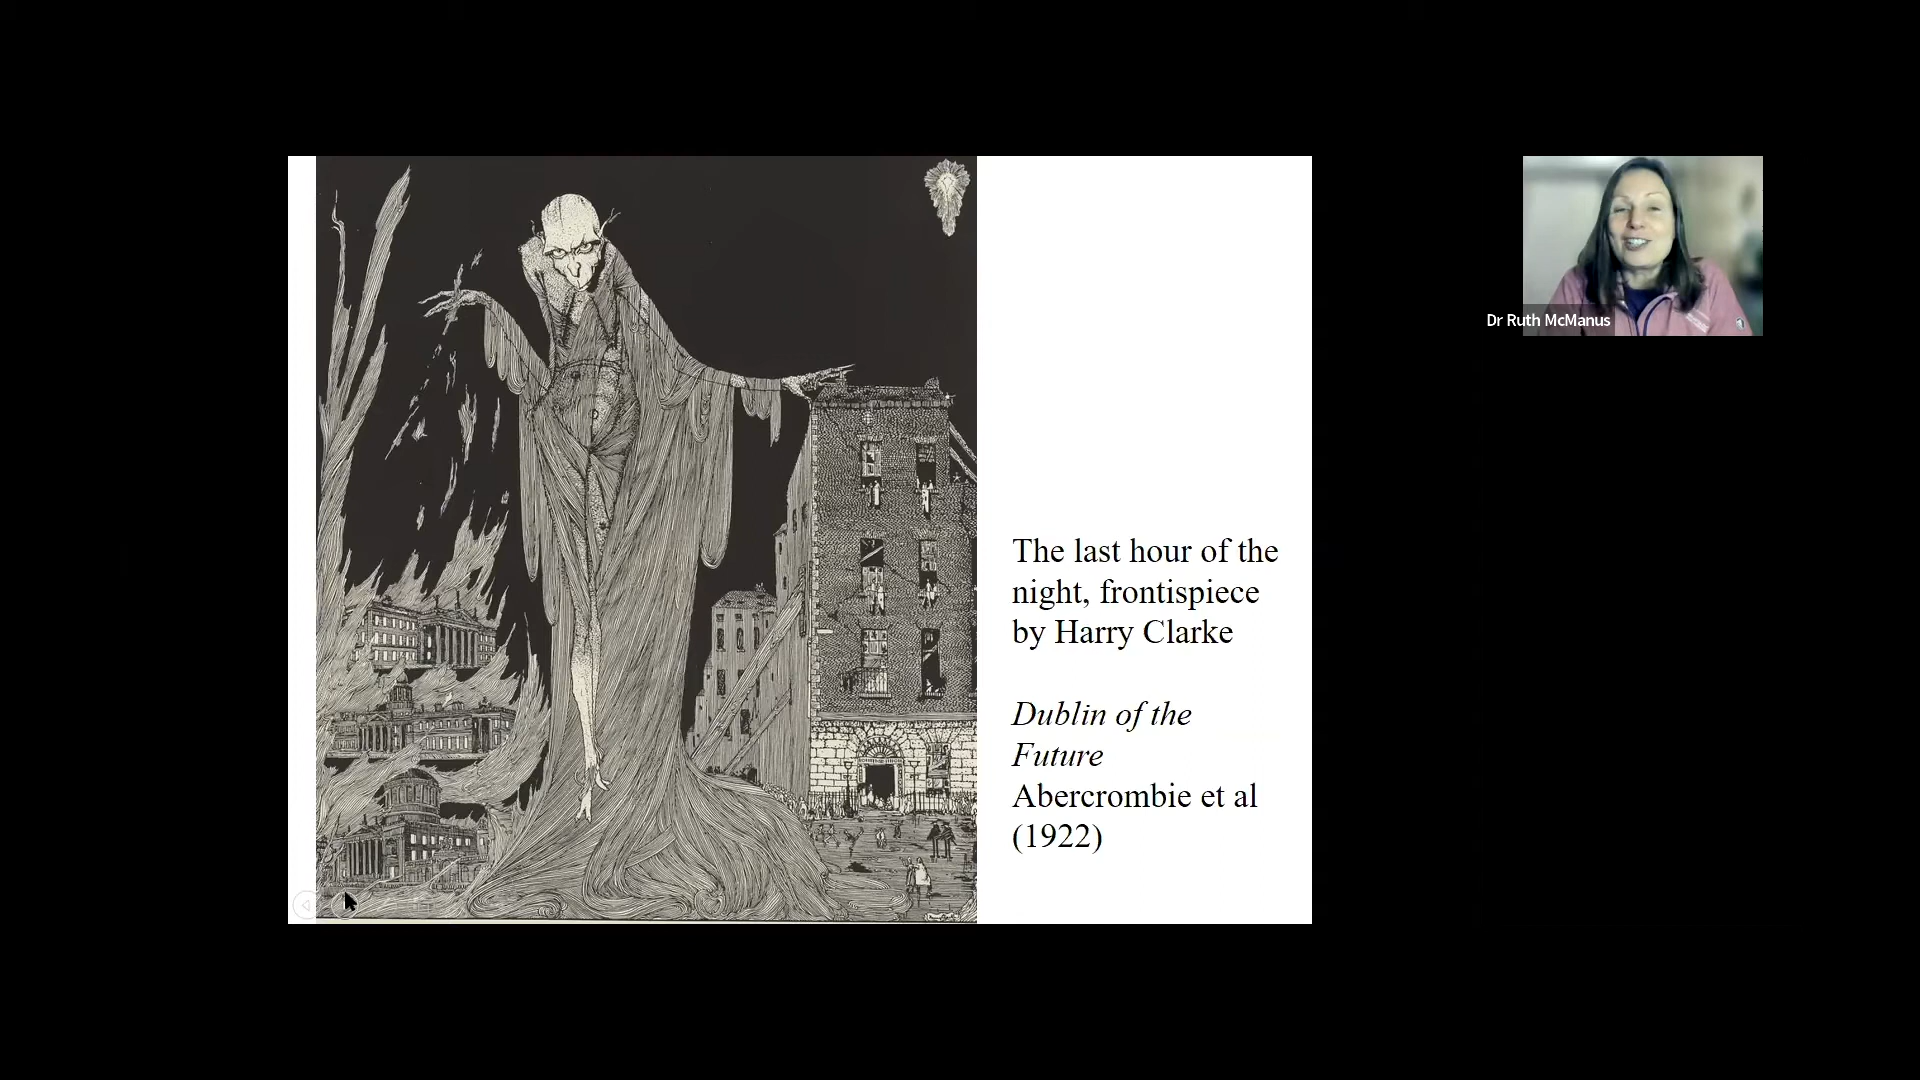 The last hour of the
night, frontispiece
by Harry Clarke
Dublin of the
Future
Abercrombie et al
(1922)
Dr Ruth McManus